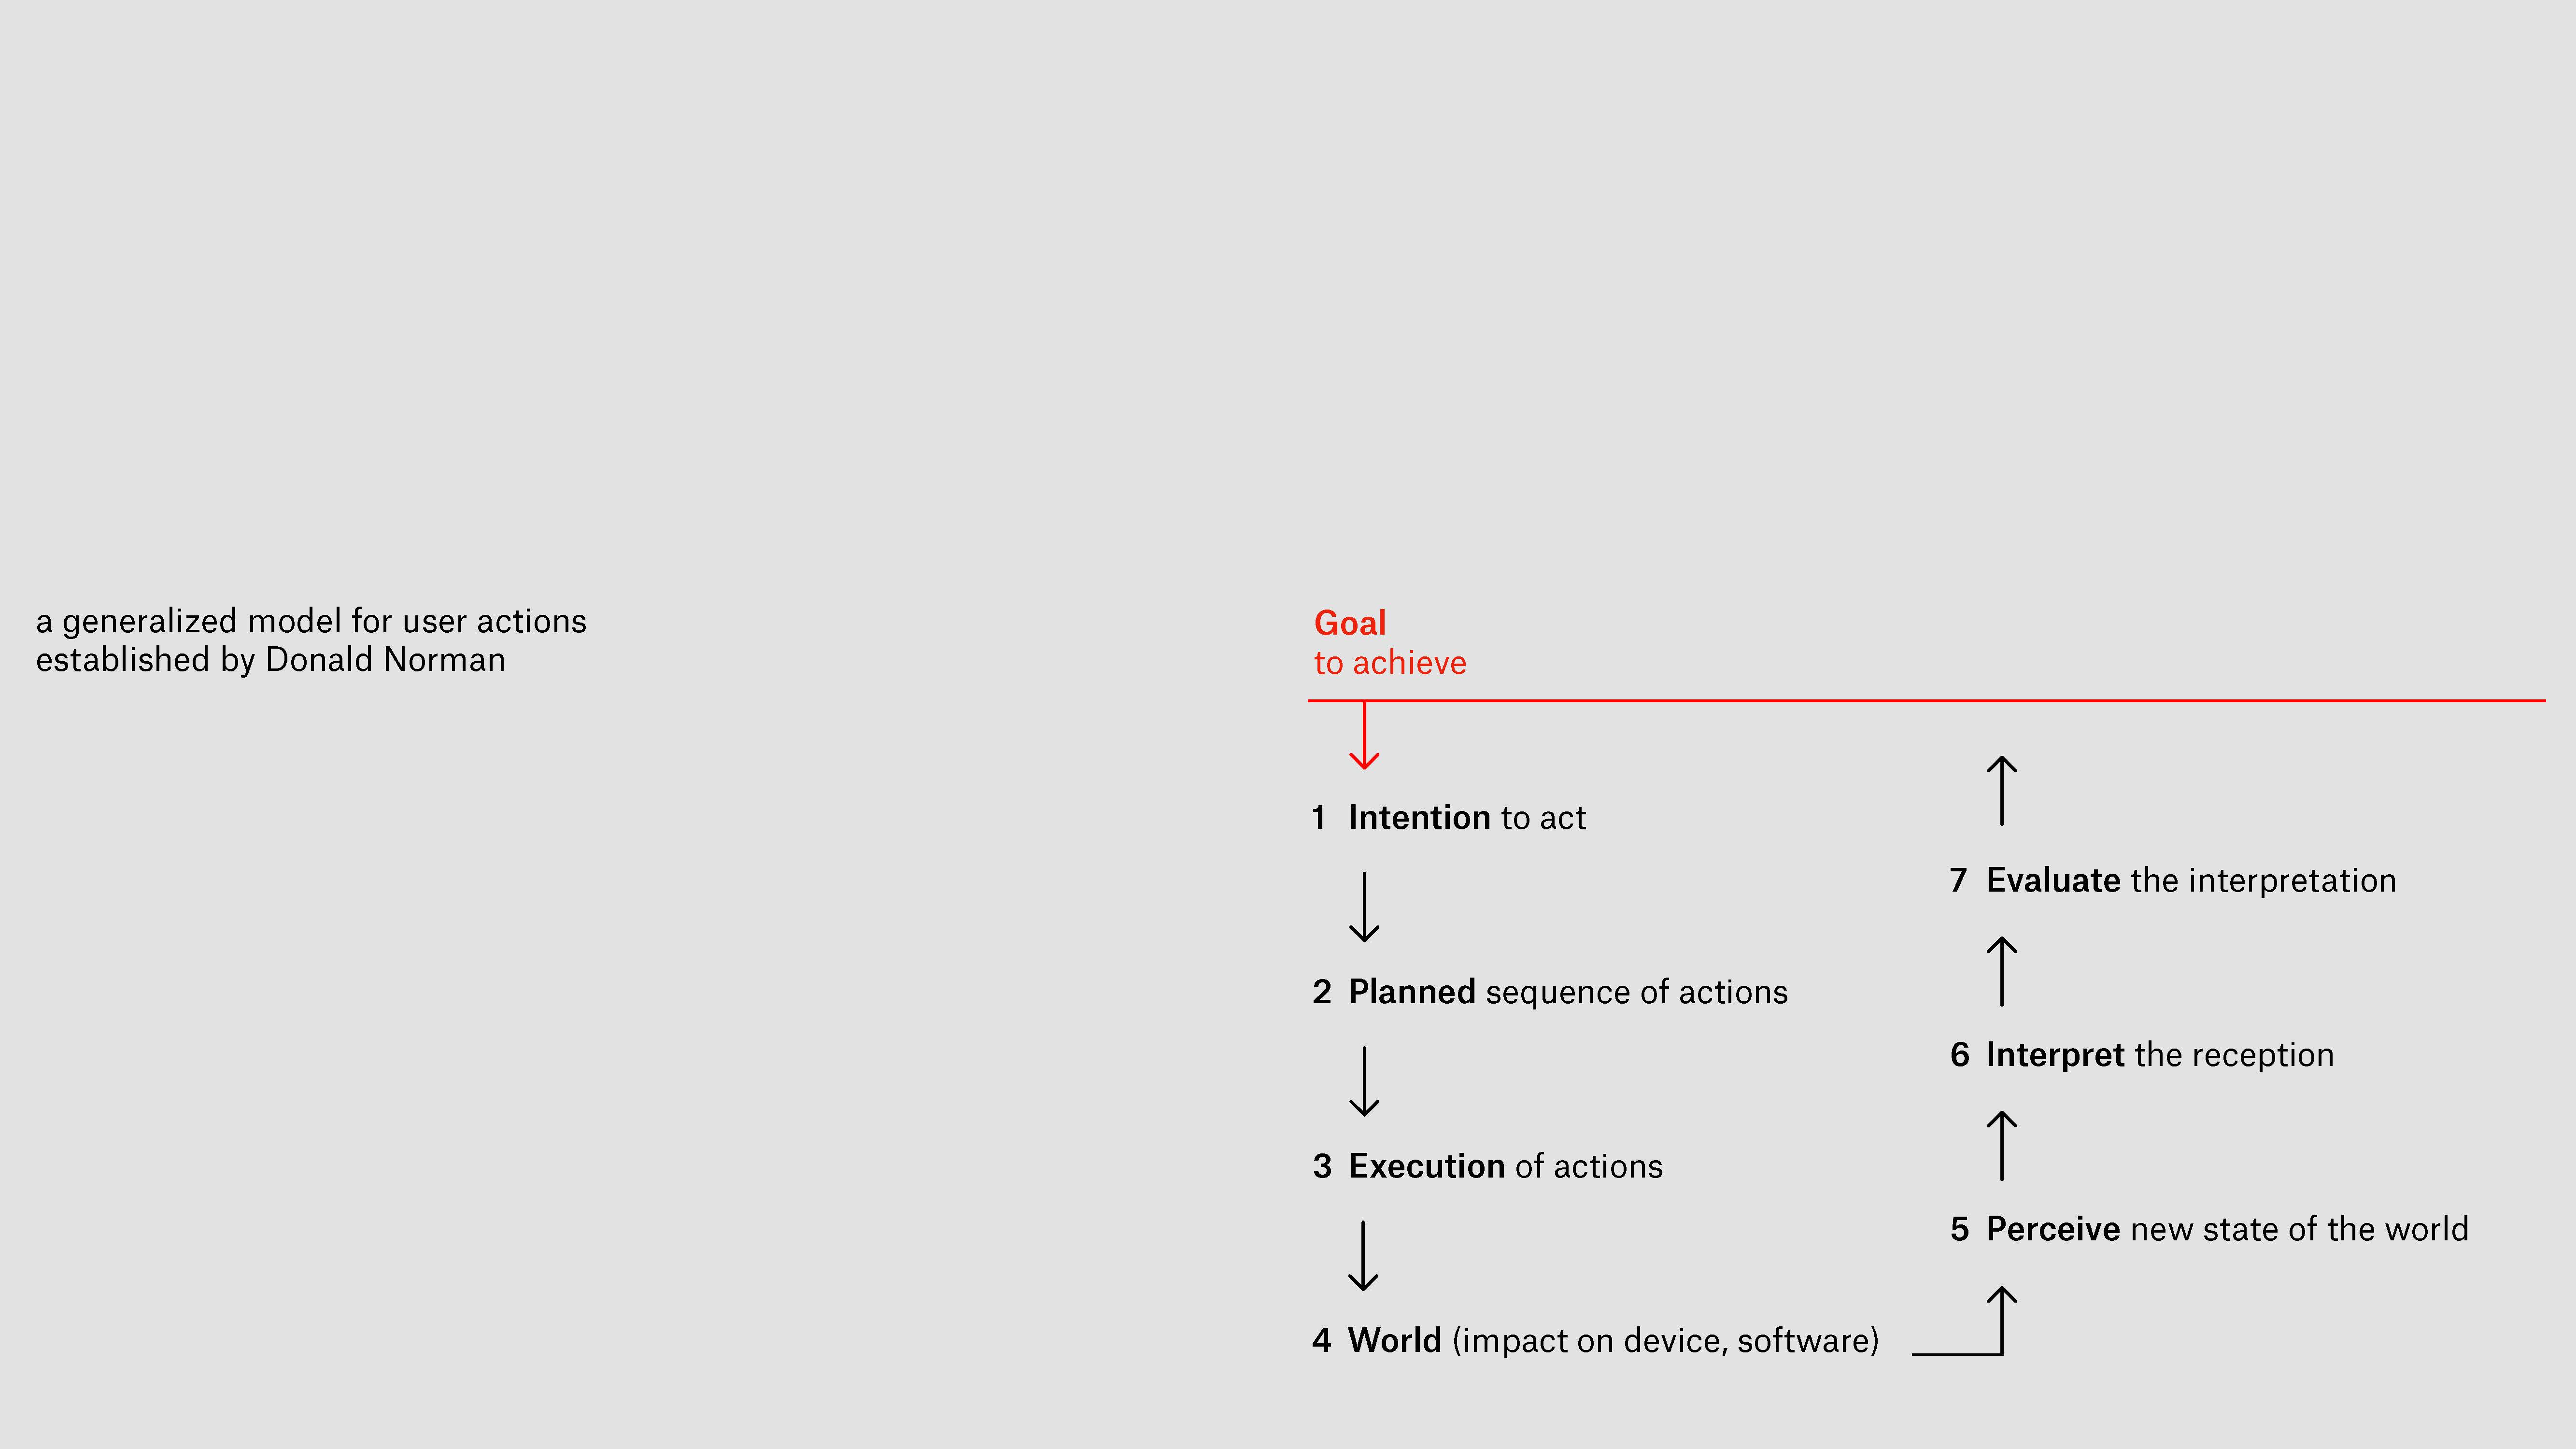 a generalized model for user actions
established by Donald Norman
Goal
to achieve
1 Intention to act
2 Planned sequence of actions
3 Execution of actions
4 World (impact on device, software)
5 Perceive new state of the world
6 Interpret the reception
7 Evaluate the interpretation